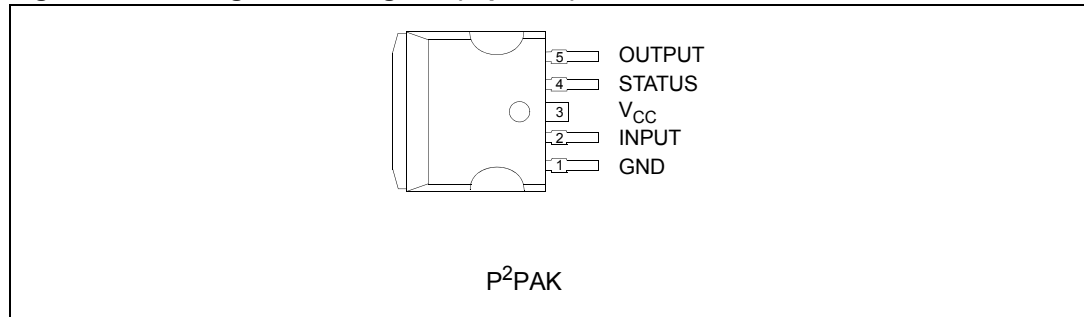 5 OUTPUT
4 STATUS
3 V_CC
2 INPUT
1 GND
P²PAK